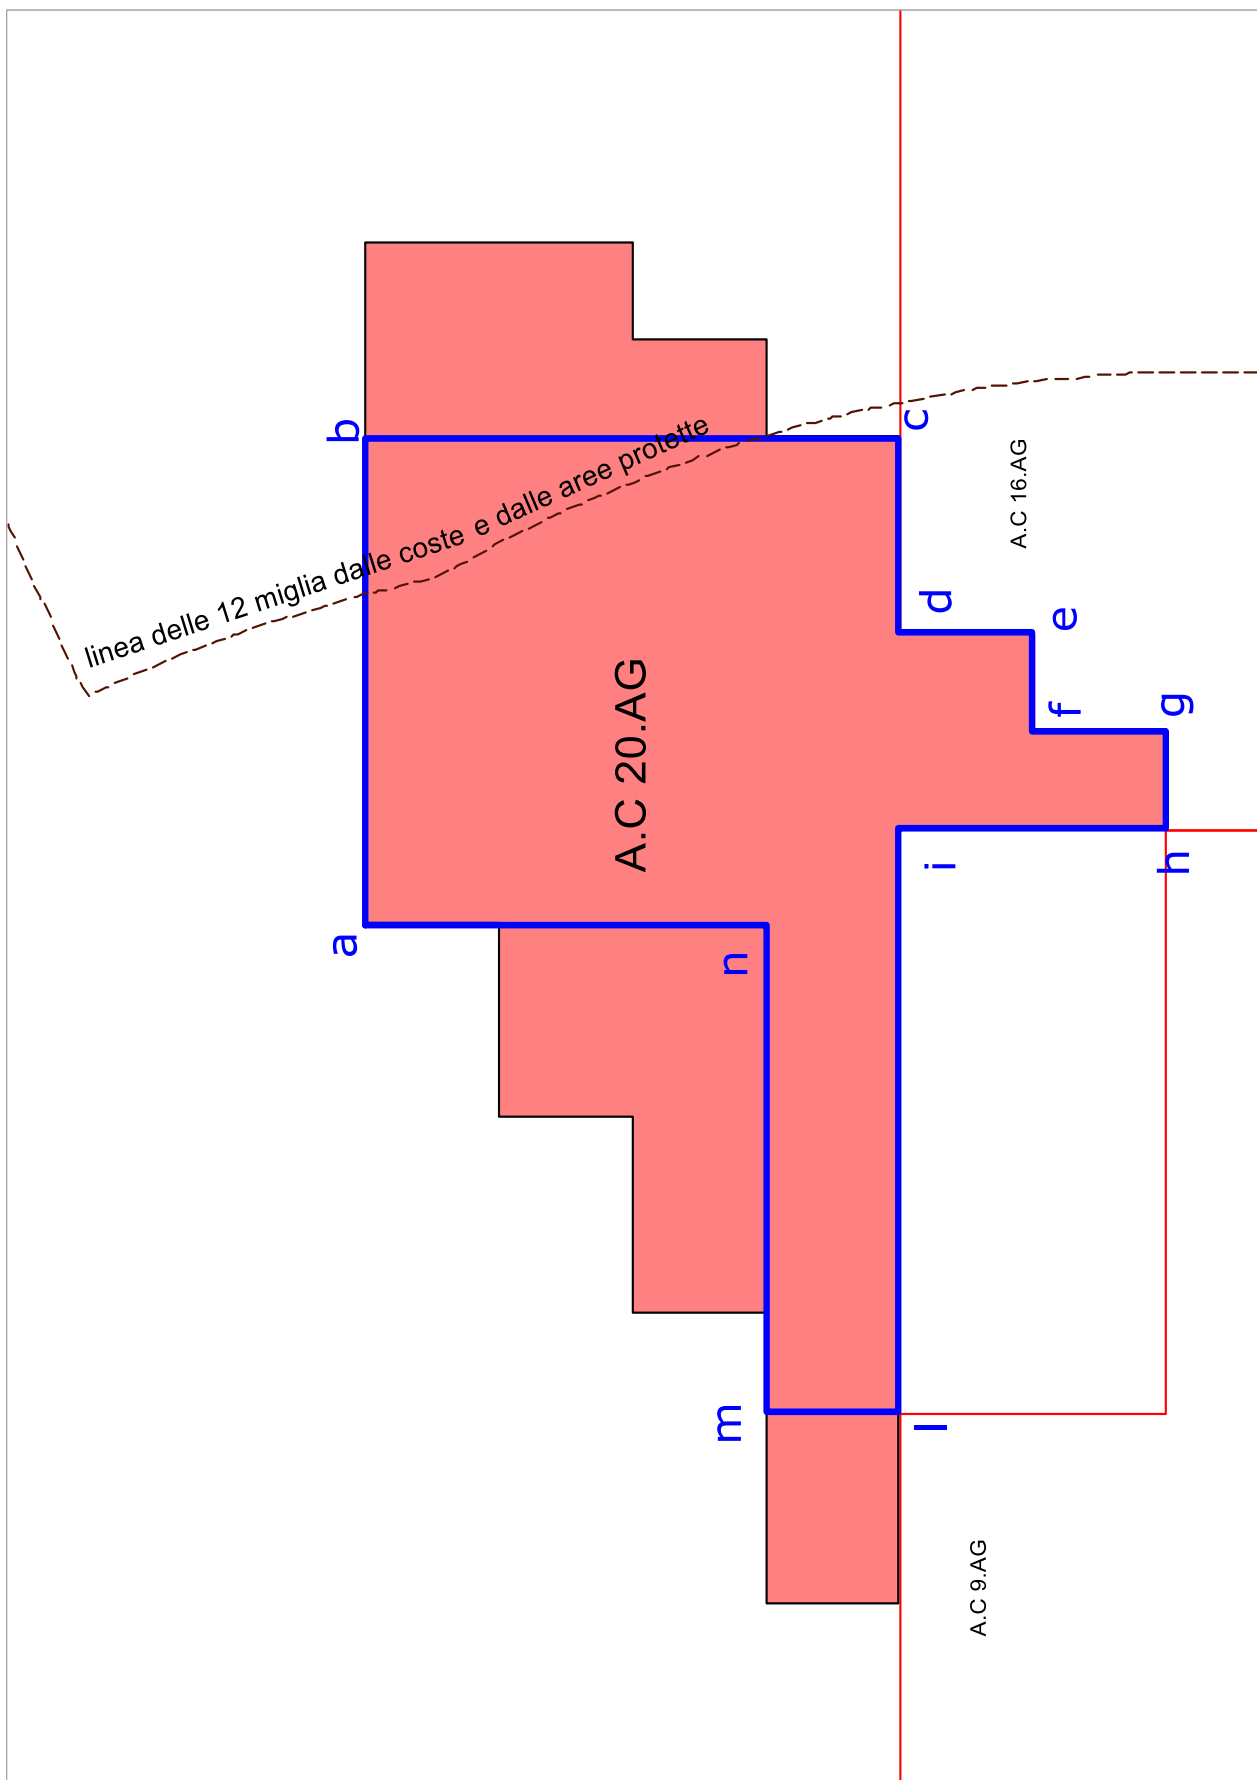 b
c
linea delle 12 miglia dalle coste e dalle aree protette
A.C 16.AG
d
e
f
g
A.C 20.AG
i
h
a
n
m
l
A.C 9.AG